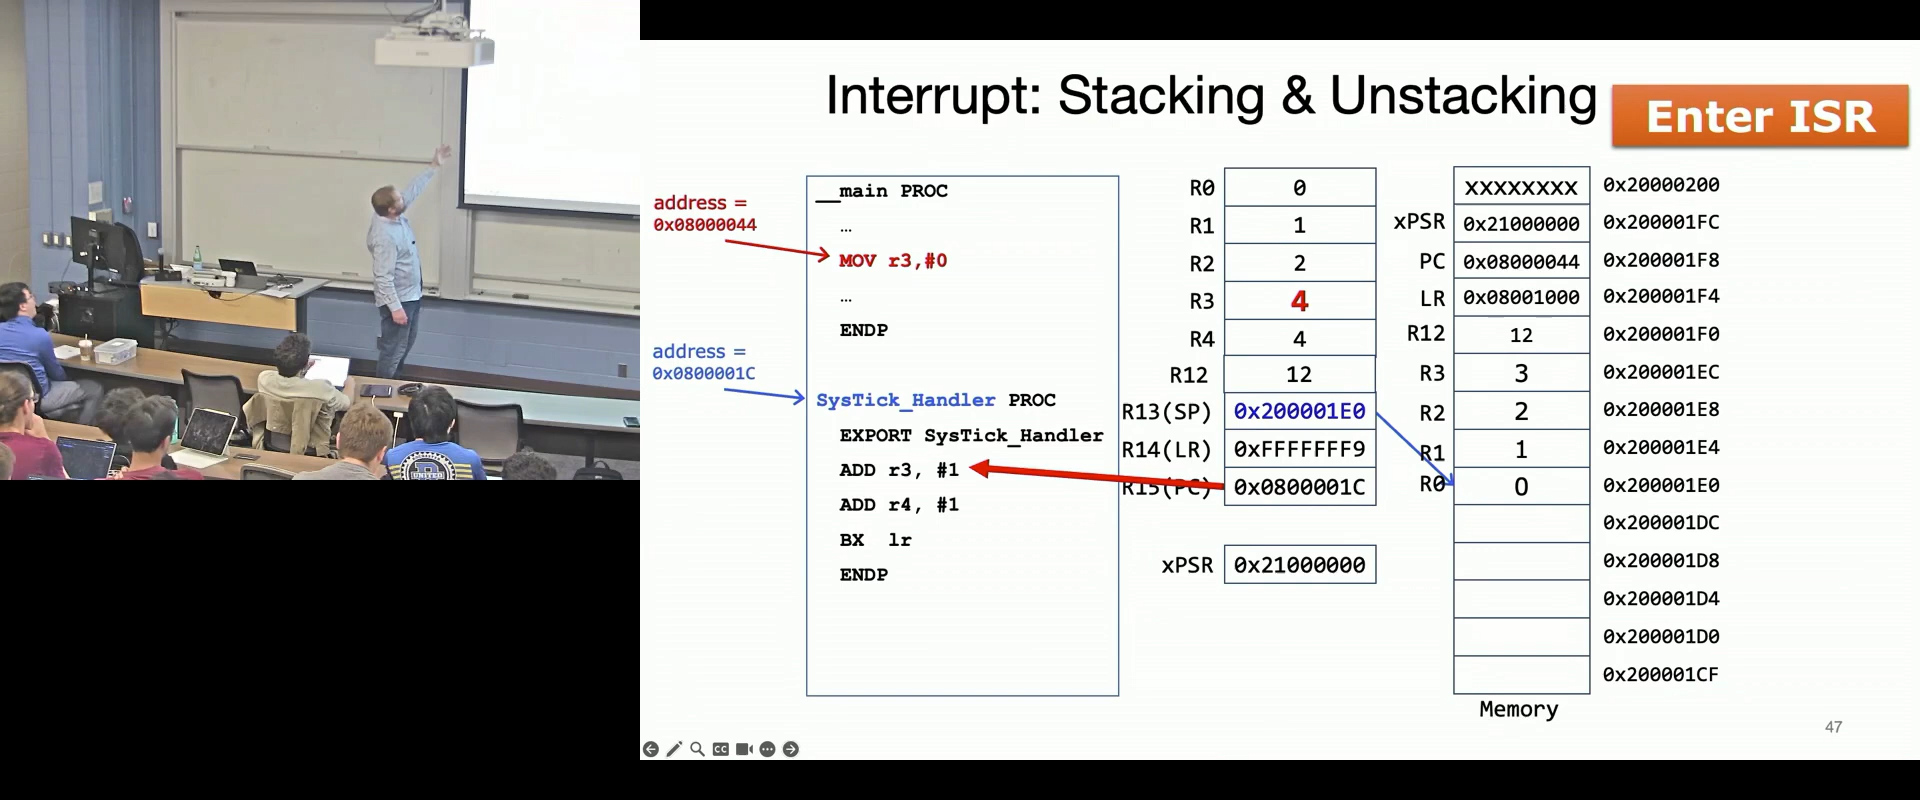 Interrupt: Stacking & Unstacking
Enter ISR
address =
0x08000044
__main PROC
…
MOV r3,#0
…
ENDP
address =
0x0800001C
SysTick_Handler PROC
EXPORT SysTick_Handler
ADD r3, #1
ADD r4, #1
BX lr
ENDP
R0 0
R1 1
R2 2
R3 4
R4 4
R12 12
R13(SP) 0x200001E0
R14(LR) 0xFFFFFFF9
R15(PC) 0x0800001C
xPSR 0x21000000
xxxxxxxx 0x20000200
xPSR 0x21000000 0x200001FC
PC 0x08000044 0x200001F8
LR 0x08001000 0x200001F4
R12 12 0x200001F0
R3 3 0x200001EC
R2 2 0x200001E8
R1 1 0x200001E4
R0 0 0x200001E0
0x200001DC
0x200001D8
0x200001D4
0x200001D0
0x200001CF
Memory
47
CC